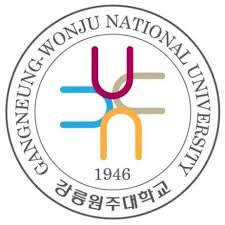 GANGNEUNG-WONJU NATIONAL UNIVERSITY
1946
강릉원주대학교